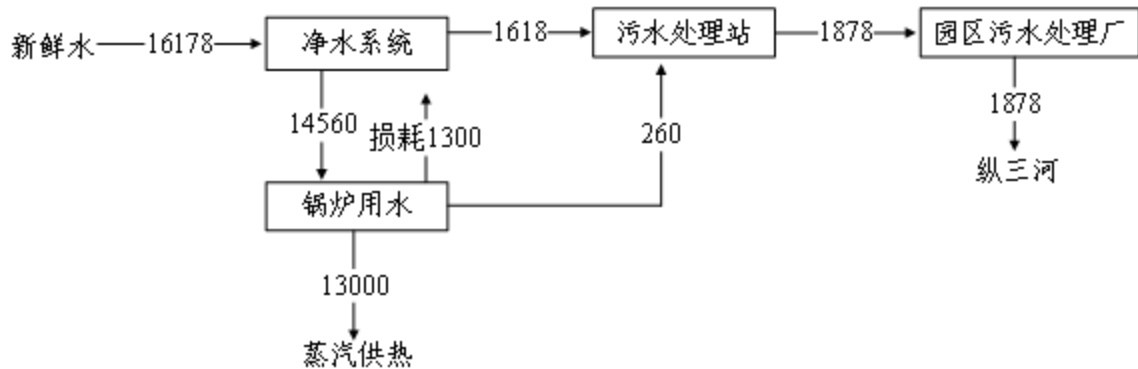 新鲜水 16178 净水系统 1618 污水处理站 1878 园区污水处理厂
14560 损耗1300 260 1878
纵三河
锅炉用水
13000
蒸汽供热